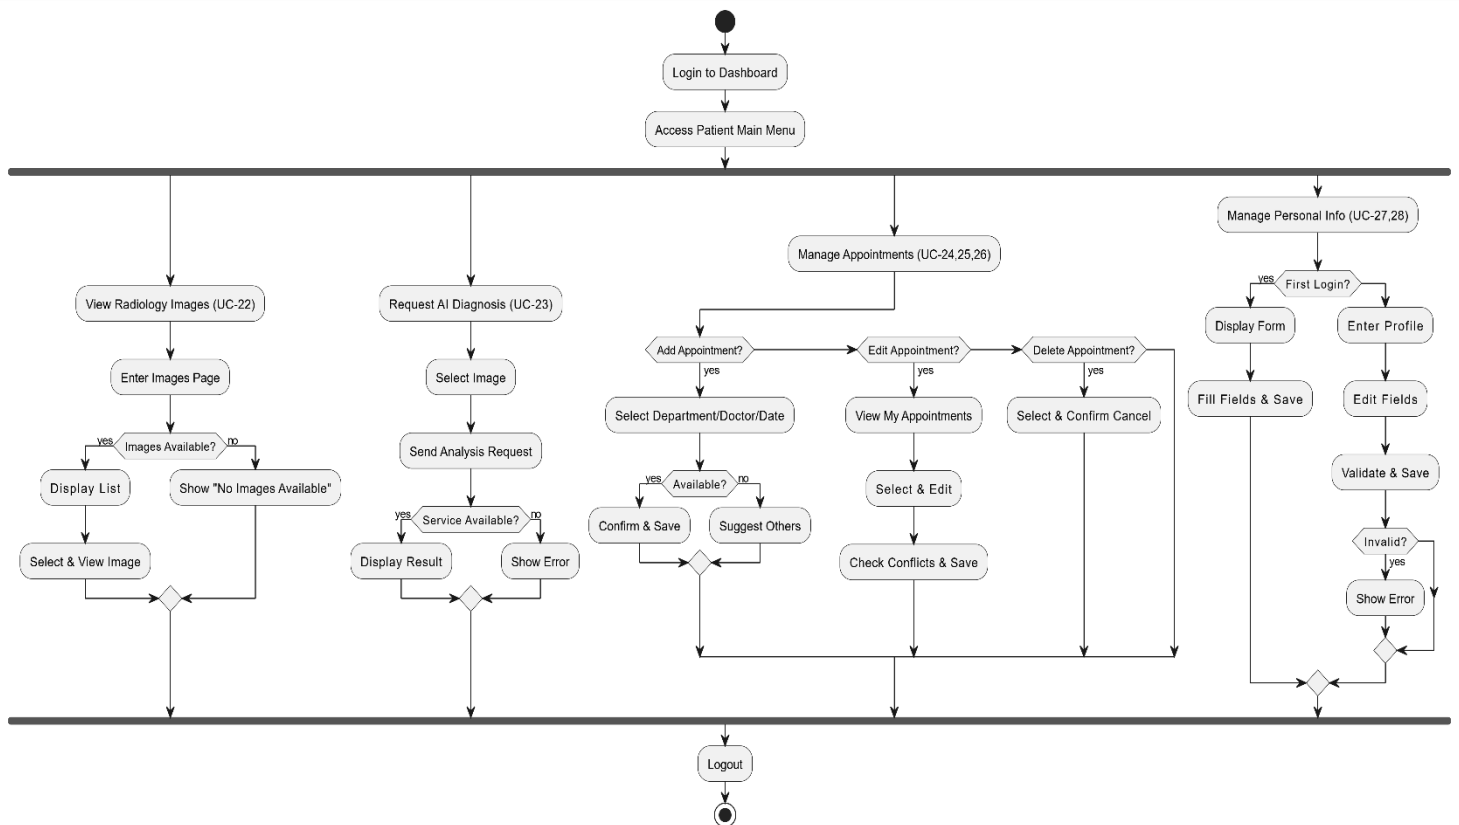 Login to Dashboard
Access Patient Main Menu
View Radiology Images (UC-22)
Enter Images Page
yes
Images Available?
no
Display List
Show "No Images Available"
Select & View Image
Request AI Diagnosis (UC-23)
Select Image
Send Analysis Request
yes
Service Available?
no
Display Result
Show Error
Manage Appointments (UC-24,25,26)
Add Appointment?
yes
Select Department/Doctor/Date
yes
Available?
no
Confirm & Save
Suggest Others
Edit Appointment?
yes
View My Appointments
Select & Edit
Check Conflicts & Save
Delete Appointment?
yes
Select & Confirm Cancel
Manage Personal Info (UC-27,28)
yes
First Login?
Display Form
Fill Fields & Save
Enter Profile
Edit Fields
Validate & Save
Invalid?
yes
Show Error
Logout